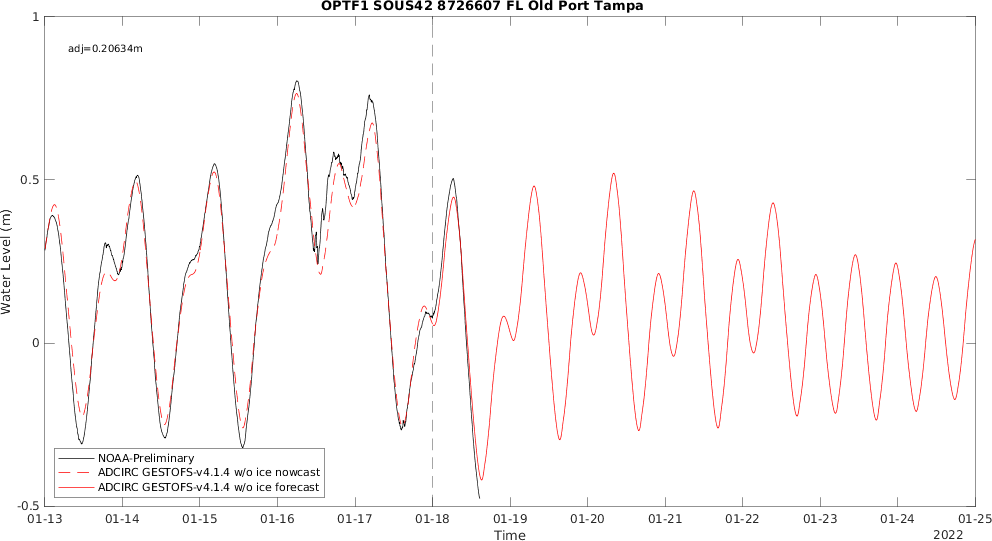 OPTF1 SOUS42 8726607 FL Old Port Tampa
adj=0.20634m
1
0.5
0
-0.5
Water Level (m)
NOAA-Preliminary
ADCIRC GESTOFS-v4.1.4 w/o ice nowcast
ADCIRC GESTOFS-v4.1.4 w/o ice forecast
01-13 01-14 01-15 01-16 01-17 01-18 01-19 01-20 01-21 01-22 01-23 01-24 01-25
Time
2022